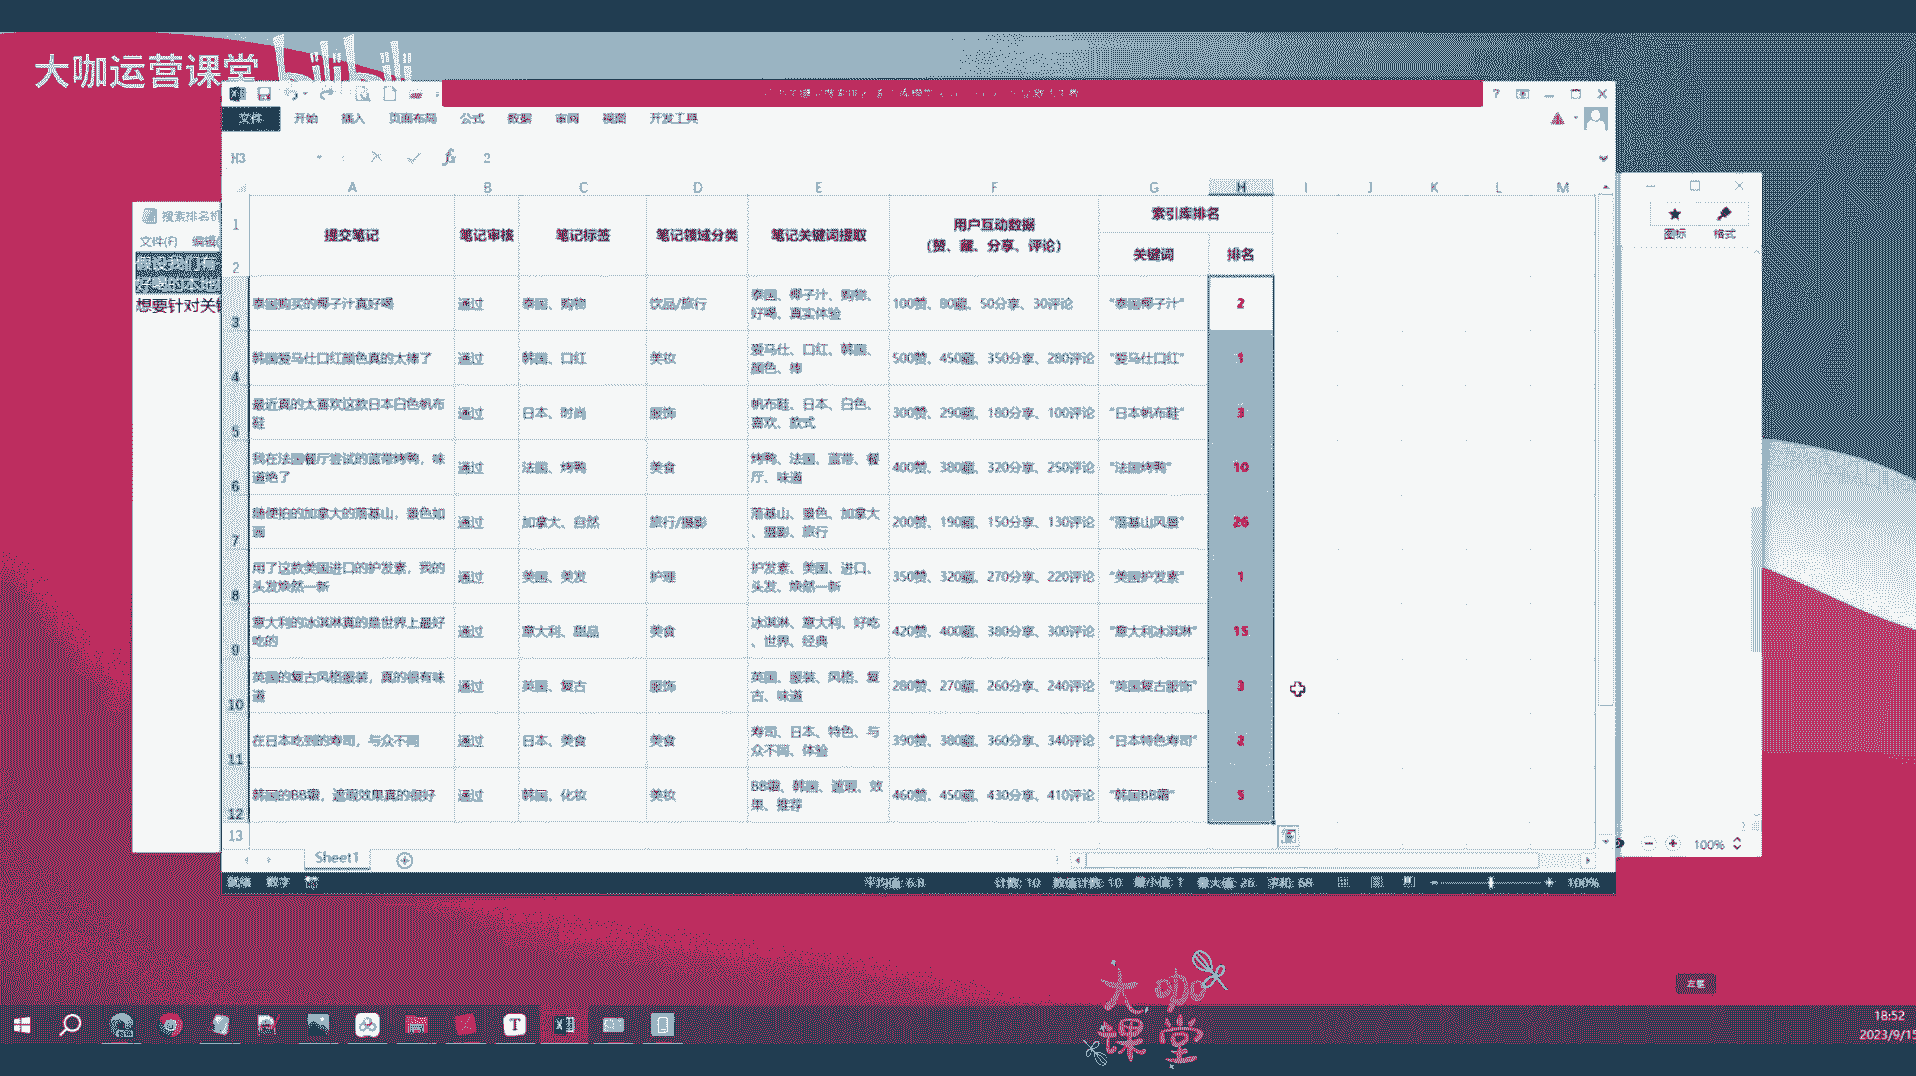 大咖运营课堂 bilibili
文件 开始 插入 页面布局 公式 数据 审阅 视图 开发工具
H3 fx 2
A B C D E F G H I J K L M
搜索排名机
文件(F) 编辑
假设我们有
好喝的本地
想要针对关键
图标 格式
1 提交笔记 笔记审核 笔记标签 笔记领域分类 笔记关键词提取 用户互动数据 索引库排名
(赞、藏、分享、评论)
2 关键词 排名
3 泰国购买的椰子汁真好喝 通过 泰国、购物 饮品/旅行 泰国、椰子汁、购物、 100赞、80藏、50分享、30评论 "泰国椰子汁" 2
好喝、真实体验
4 韩国爱马仕口红颜色真的太棒了 通过 韩国、口红 美妆 爱马仕、口红、韩国、 500赞、450藏、350分享、280评论 "爱马仕口红" 1
颜色、棒
5 最近真的太喜欢这款日本白色帆布 通过 日本、时尚 服饰 帆布鞋、日本、白色、 300赞、290藏、180分享、100评论 "日本帆布鞋" 3
鞋 喜欢、款式
6 我在法国餐厅尝试的蓝带烤鸭，味 通过 法国、烤鸭 美食 烤鸭、法国、蓝带、餐 400赞、380藏、320分享、250评论 "法国烤鸭" 10
道绝了 厅、味道
7 随便拍的加拿大的落基山，景色如 通过 加拿大、自然 旅行/摄影 落基山、景色、加拿大 200赞、190藏、150分享、130评论 "落基山风景" 26
画 、摄影、旅行
8 用了这款美国进口的护发素，我的 通过 美国、美发 护理 护发素、美国、进口、 350赞、320藏、270分享、220评论 "美国护发素" 1
头发焕然一新 头发、焕然一新
9 意大利的冰淇淋真的是世界上最好 通过 意大利、甜品 美食 冰淇淋、意大利、好吃 420赞、400藏、380分享、300评论 "意大利冰淇淋" 15
吃的 、世界、经典
10 英国的复古风格服装，真的很有味 通过 英国、复古 服饰 英国、服装、风格、复 280赞、270藏、260分享、240评论 "英国复古服饰" 3
道 古、味道
11 在日本吃到的寿司，与众不同 通过 日本、美食 美食 寿司、日本、特色、与 390赞、380藏、360分享、340评论 "日本特色寿司" 2
众不同、体验
12 韩国的BB霜，遮瑕效果真的很好 通过 韩国、化妆 美妆 BB霜、韩国、遮瑕、效 460赞、450藏、430分享、410评论 "韩国BB霜" 5
果、推荐
13
Sheet1
100%
就绪 数字 平均值: 6.8 计数: 10 数值计数: 10 最小值: 1 最大值: 26 求和: 68 100%
大咖
课堂
左键
18:52
2023/9/15